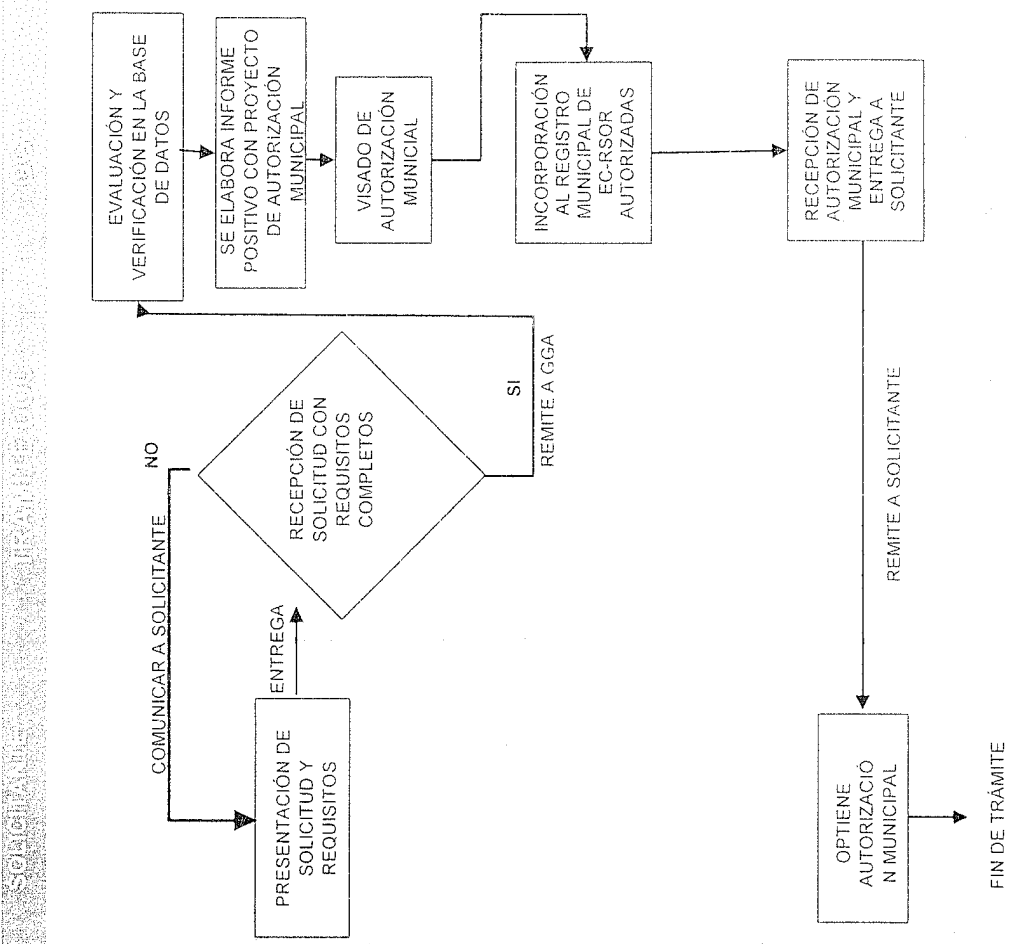 SOLICITANTE
PRESENTACIÓN DE
SOLICITUD Y
REQUISITOS
ENTREGA
COMUNICAR A SOLICITANTE
NO
RECEPCIÓN DE
SOLICITUD CON
REQUISITOS
COMPLETOS
SI
REMITE A GGA
EVALUACIÓN Y
VERIFICACIÓN EN LA BASE
DE DATOS
SE ELABORA INFORME
POSITIVO CON PROYECTO
DE AUTORIZACIÓN
MUNICIPAL
VISADO DE
AUTORIZACIÓN
MUNICIAL
INCORPORACIÓN
AL REGISTRO
MUNICIPAL DE
EC-RSOR
AUTORIZADAS
RECEPCIÓN DE
AUTORIZACIÓN
MUNICIPAL Y
ENTREGA A
SOLICITANTE
REMITE A SOLICITANTE
OPTIENE
AUTORIZACIÓ
N MUNICIPAL
FIN DE TRÁMITE